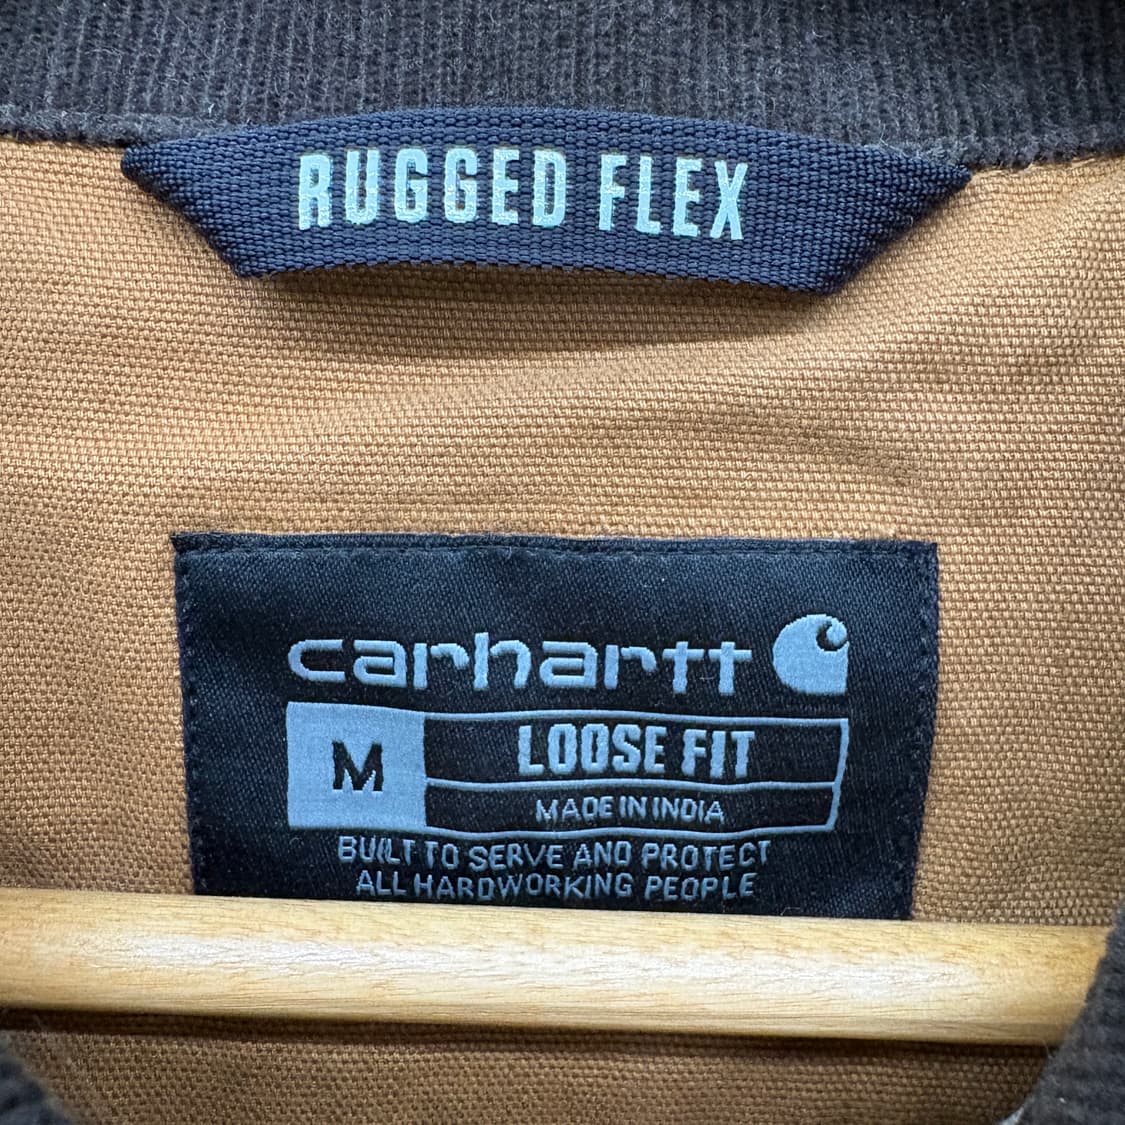 RUGGED FLEX
carhartt
M
LOOSE FIT
MADE IN INDIA
BUILT TO SERVE AND PROTECT
ALL HARDWORKING PEOPLE